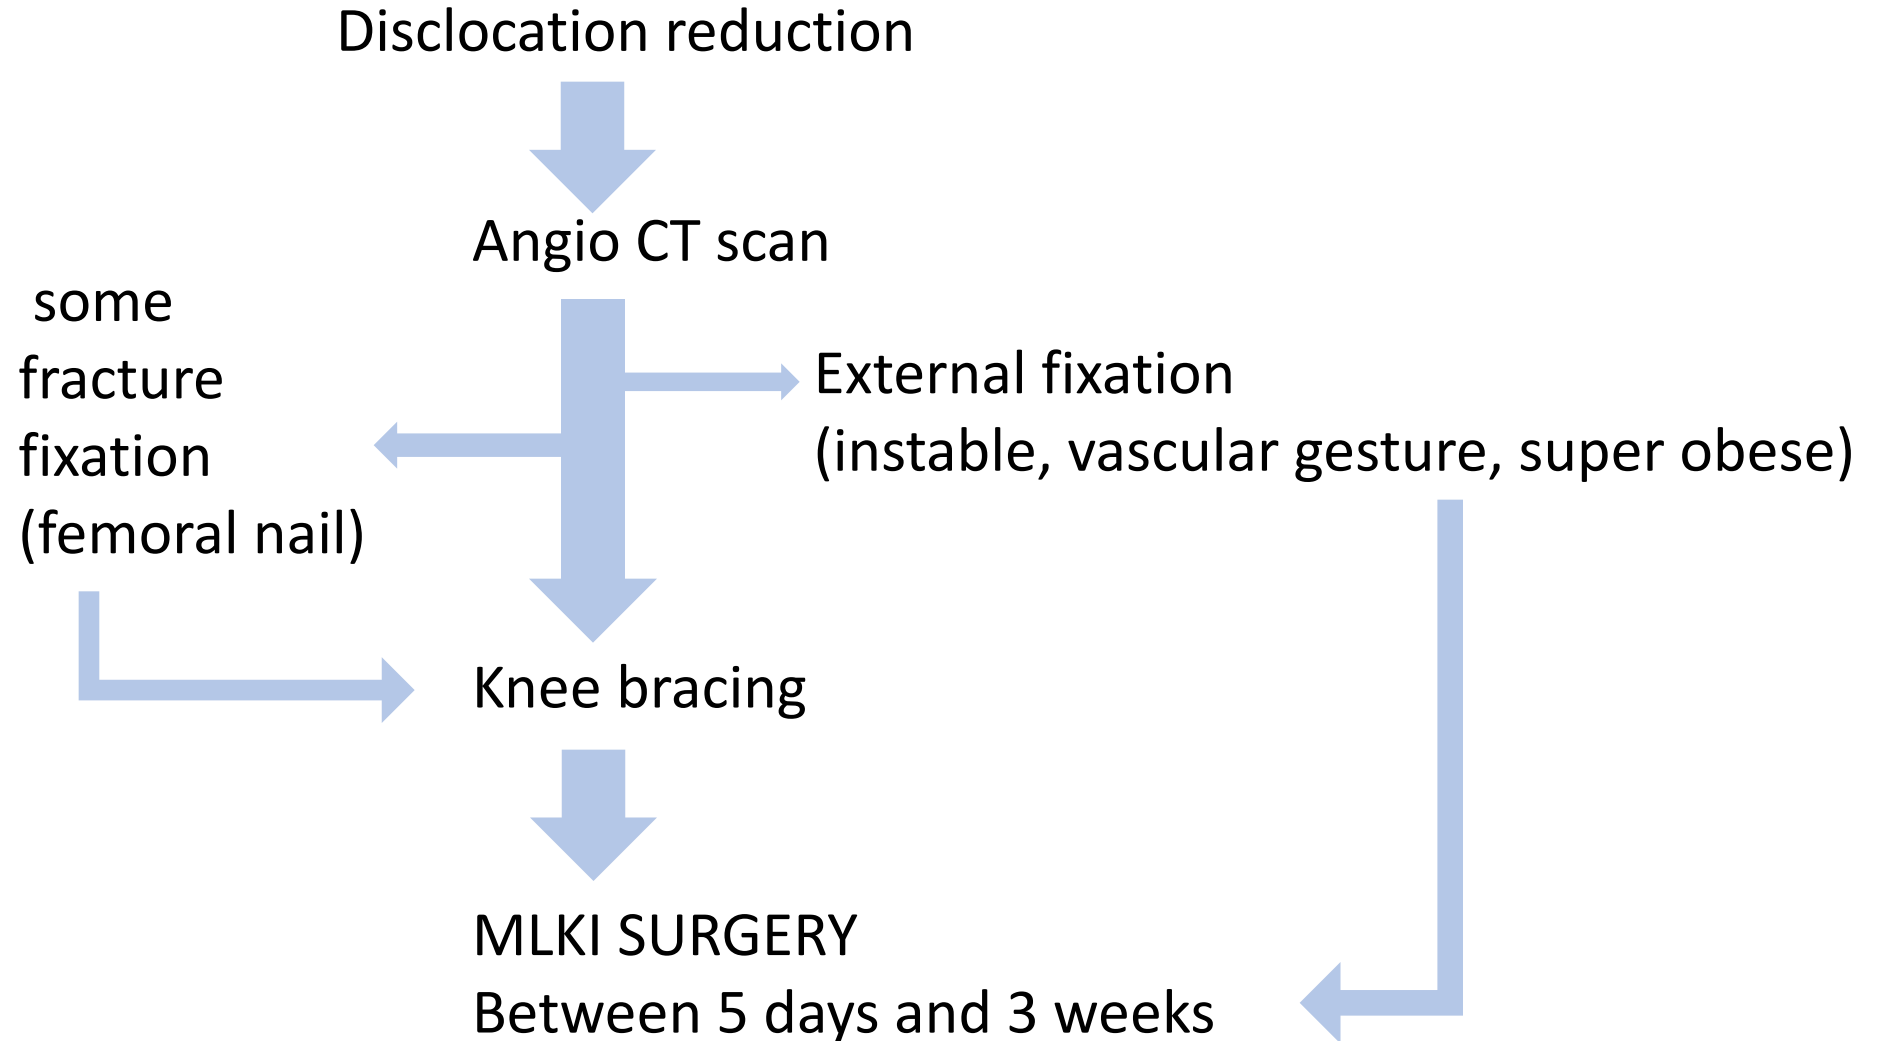 Disclocation reduction
Angio CT scan
some
fracture
fixation
(femoral nail)
External fixation
(instable, vascular gesture, super obese)
Knee bracing
MLKI SURGERY
Between 5 days and 3 weeks